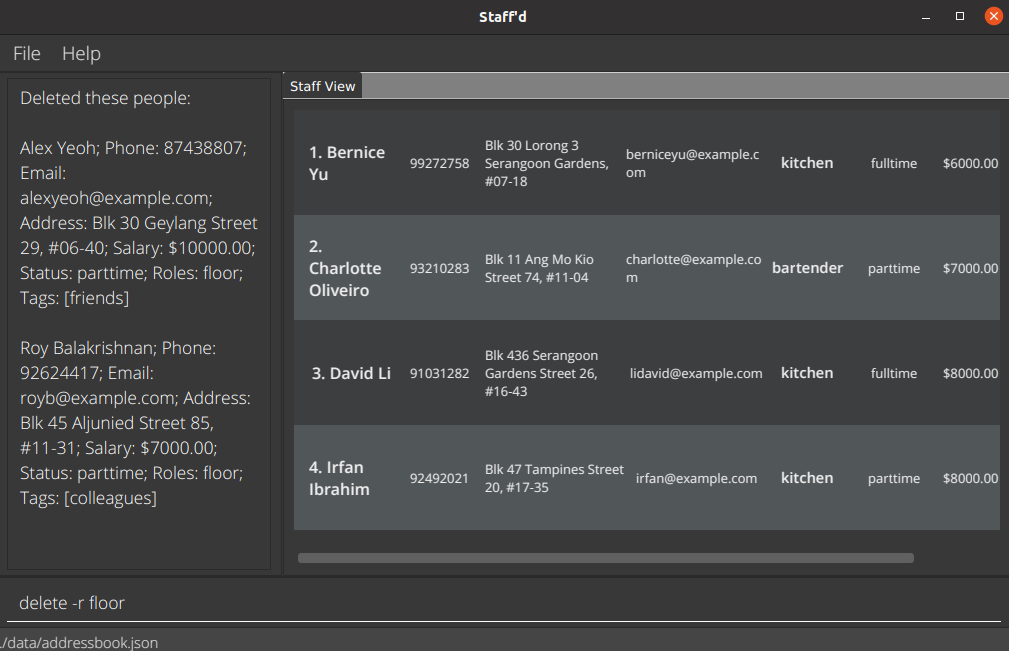 Staff'd
File Help
Deleted these people:
Alex Yeoh; Phone: 87438807;
Email:
alexyeoh@example.com;
Address: Blk 30 Geylang Street
29, #06-40; Salary: $10000.00;
Status: parttime; Roles: floor;
Tags: [friends]
Roy Balakrishnan; Phone:
92624417; Email:
royb@example.com; Address:
Blk 45 Aljunied Street 85,
#11-31; Salary: $7000.00;
Status: parttime; Roles: floor;
Tags: [colleagues]
Staff View
1. Bernice
Yu
99272758
Blk 30 Lorong 3
Serangoon Gardens,
#07-18
berniceyu@example.c
om
kitchen
fulltime
$6000.00
2.
Charlotte
Oliveiro
93210283
Blk 11 Ang Mo Kio
Street 74, #11-04
charlotte@example.co
m
bartender
parttime
$7000.00
3. David Li
91031282
Blk 436 Serangoon
Gardens Street 26,
#16-43
lidavid@example.com
kitchen
fulltime
$8000.00
4. Irfan
Ibrahim
92492021
Blk 47 Tampines Street
20, #17-35
irfan@example.com
kitchen
parttime
$8000.00
delete -r floor
./data/addressbook.json